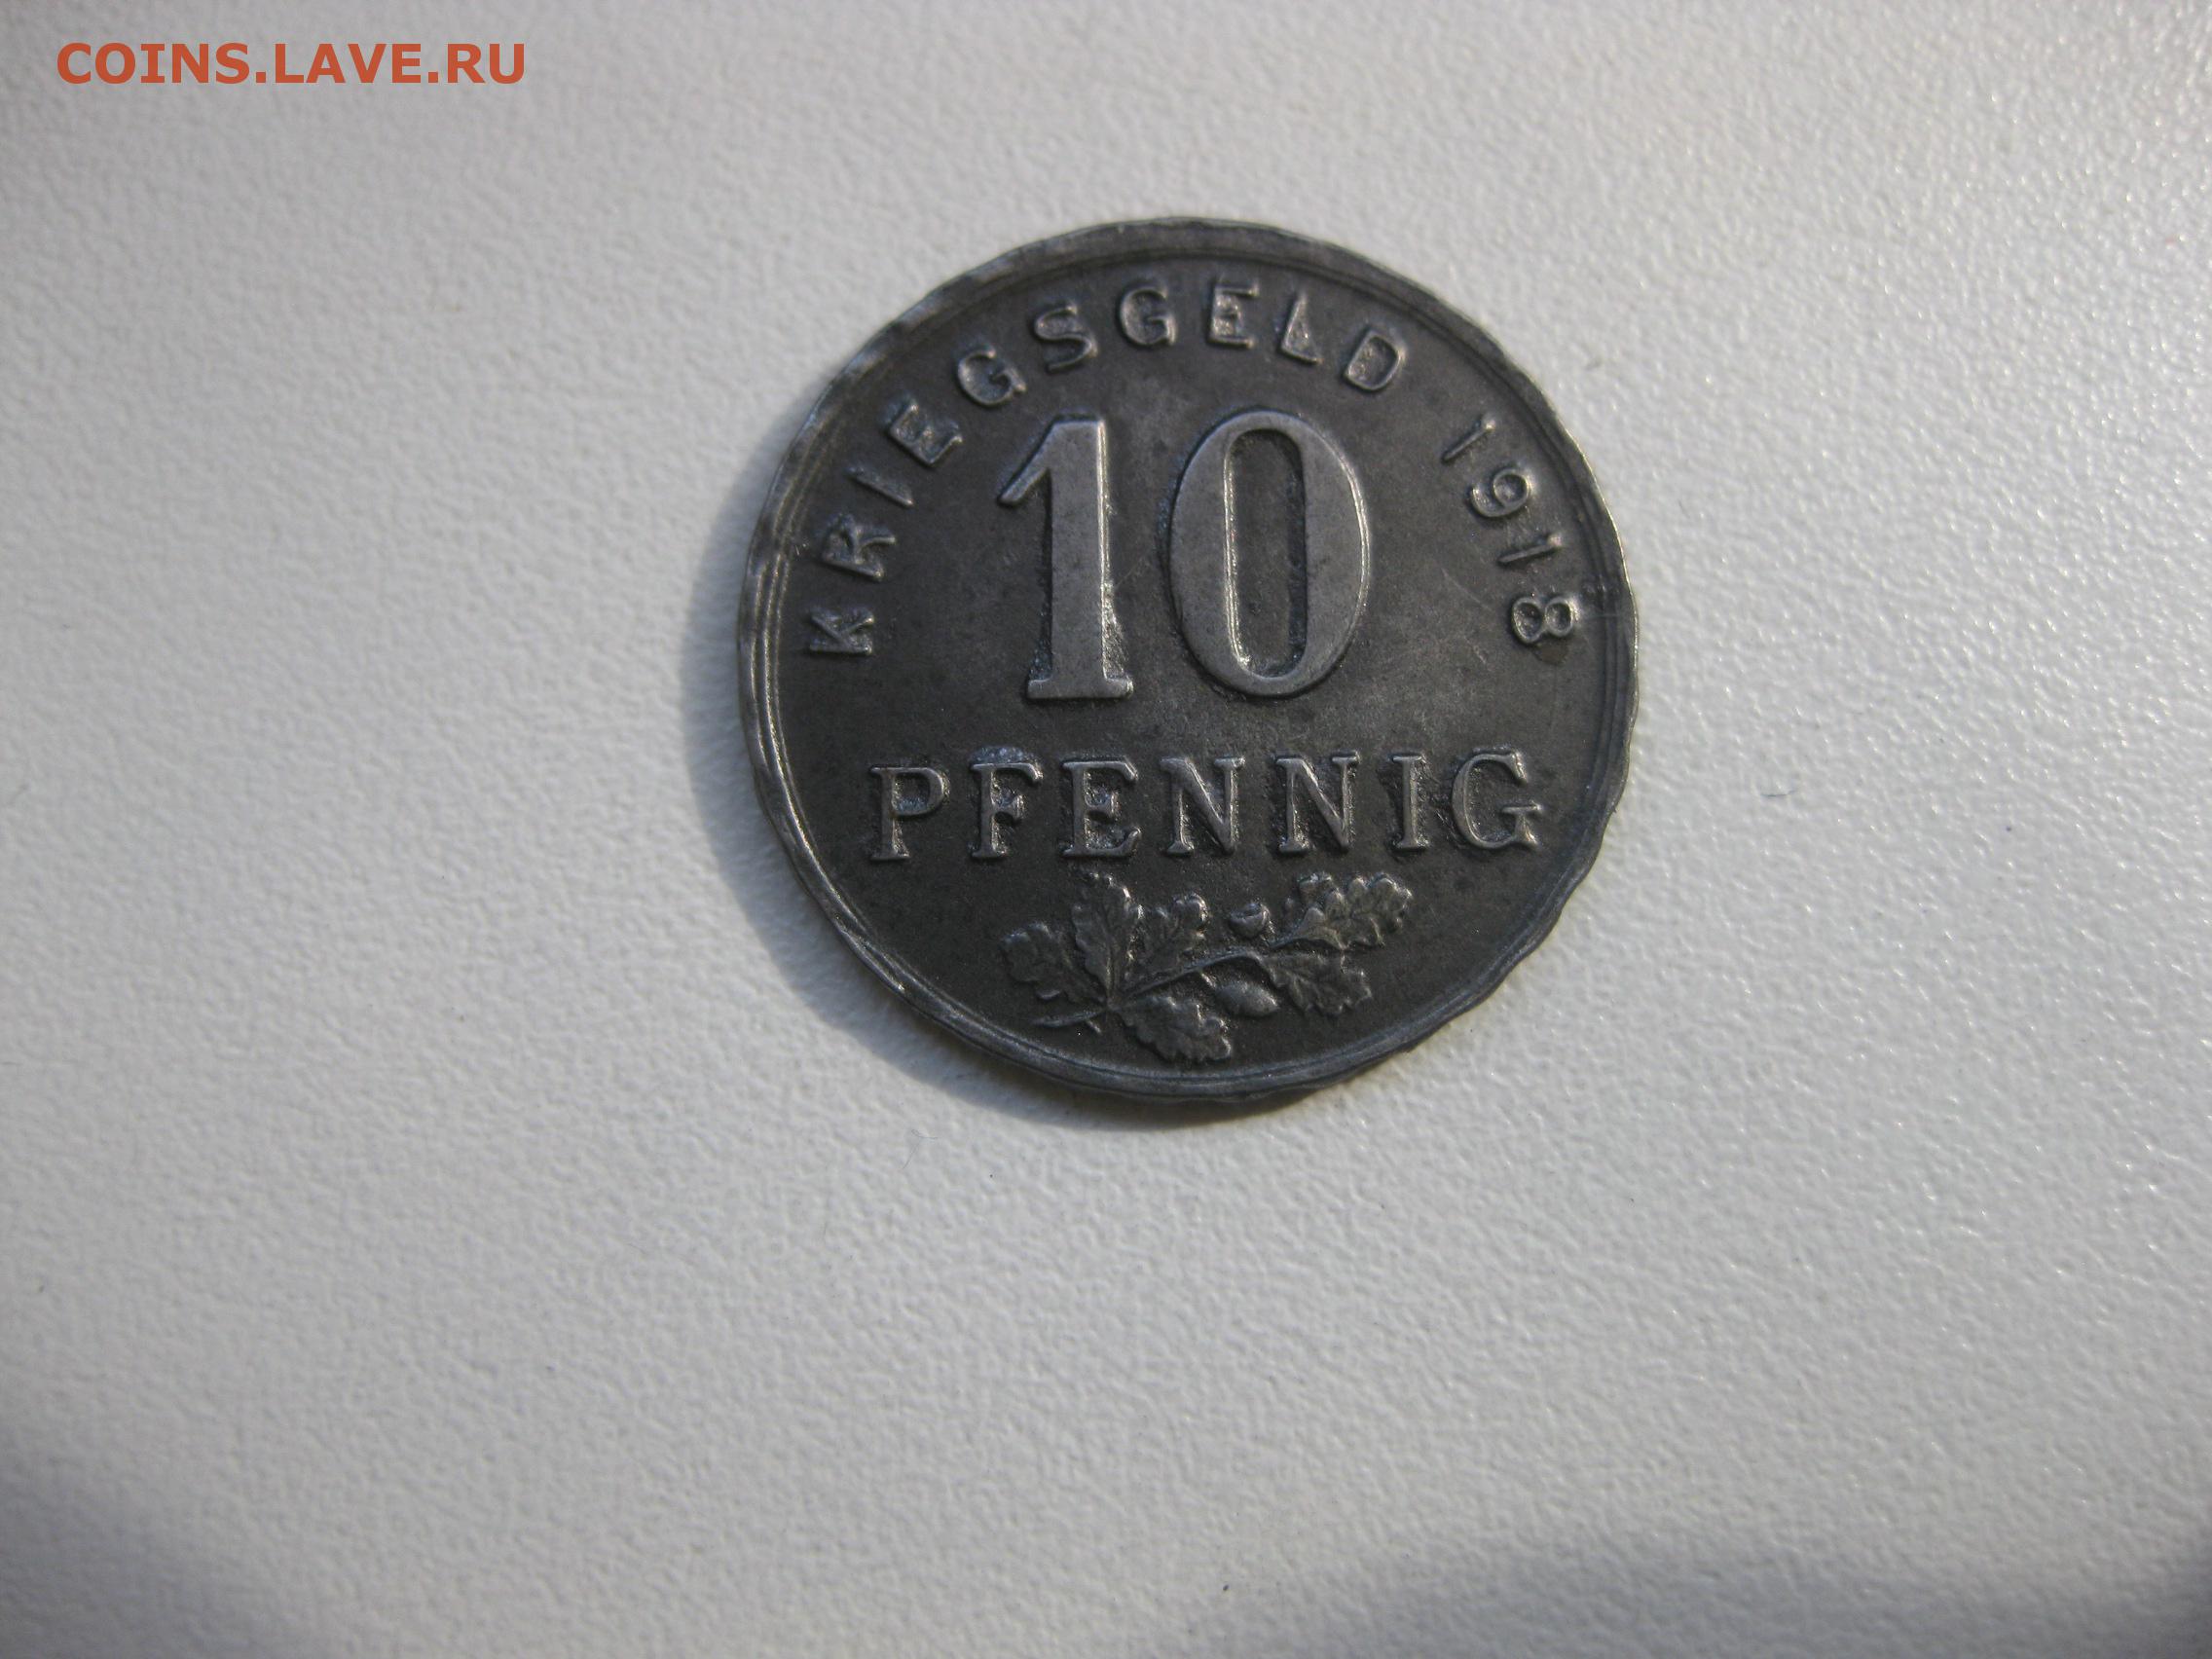 COINS.LAVE.RU
KRIEGSGELD 1918
10
PFENNIG